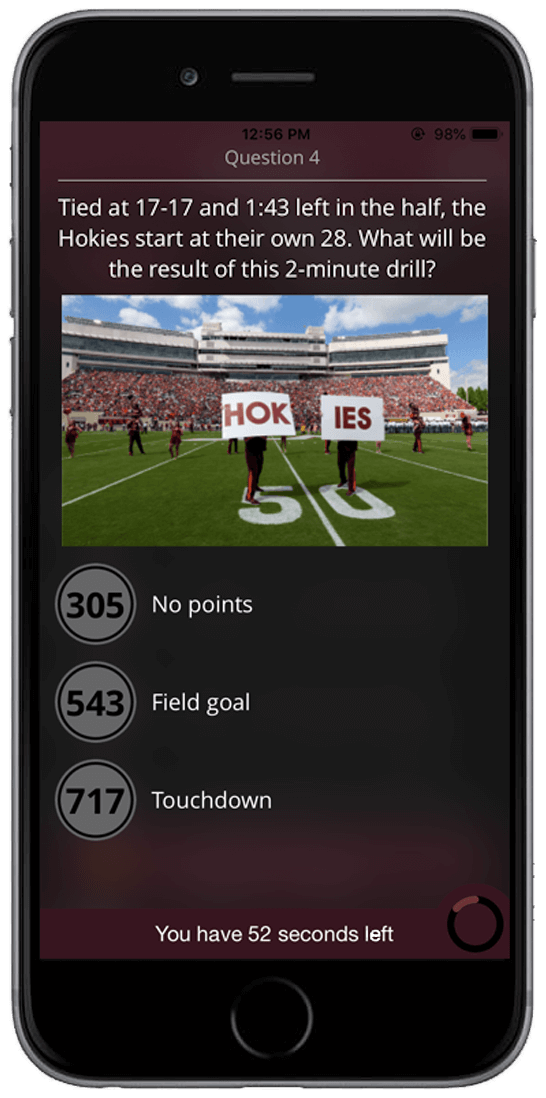 12:56 PM 98%
Question 4
Tied at 17-17 and 1:43 left in the half, the
Hokies start at their own 28. What will be
the result of this 2-minute drill?
HOK IES
50
305 No points
543 Field goal
717 Touchdown
You have 52 seconds left